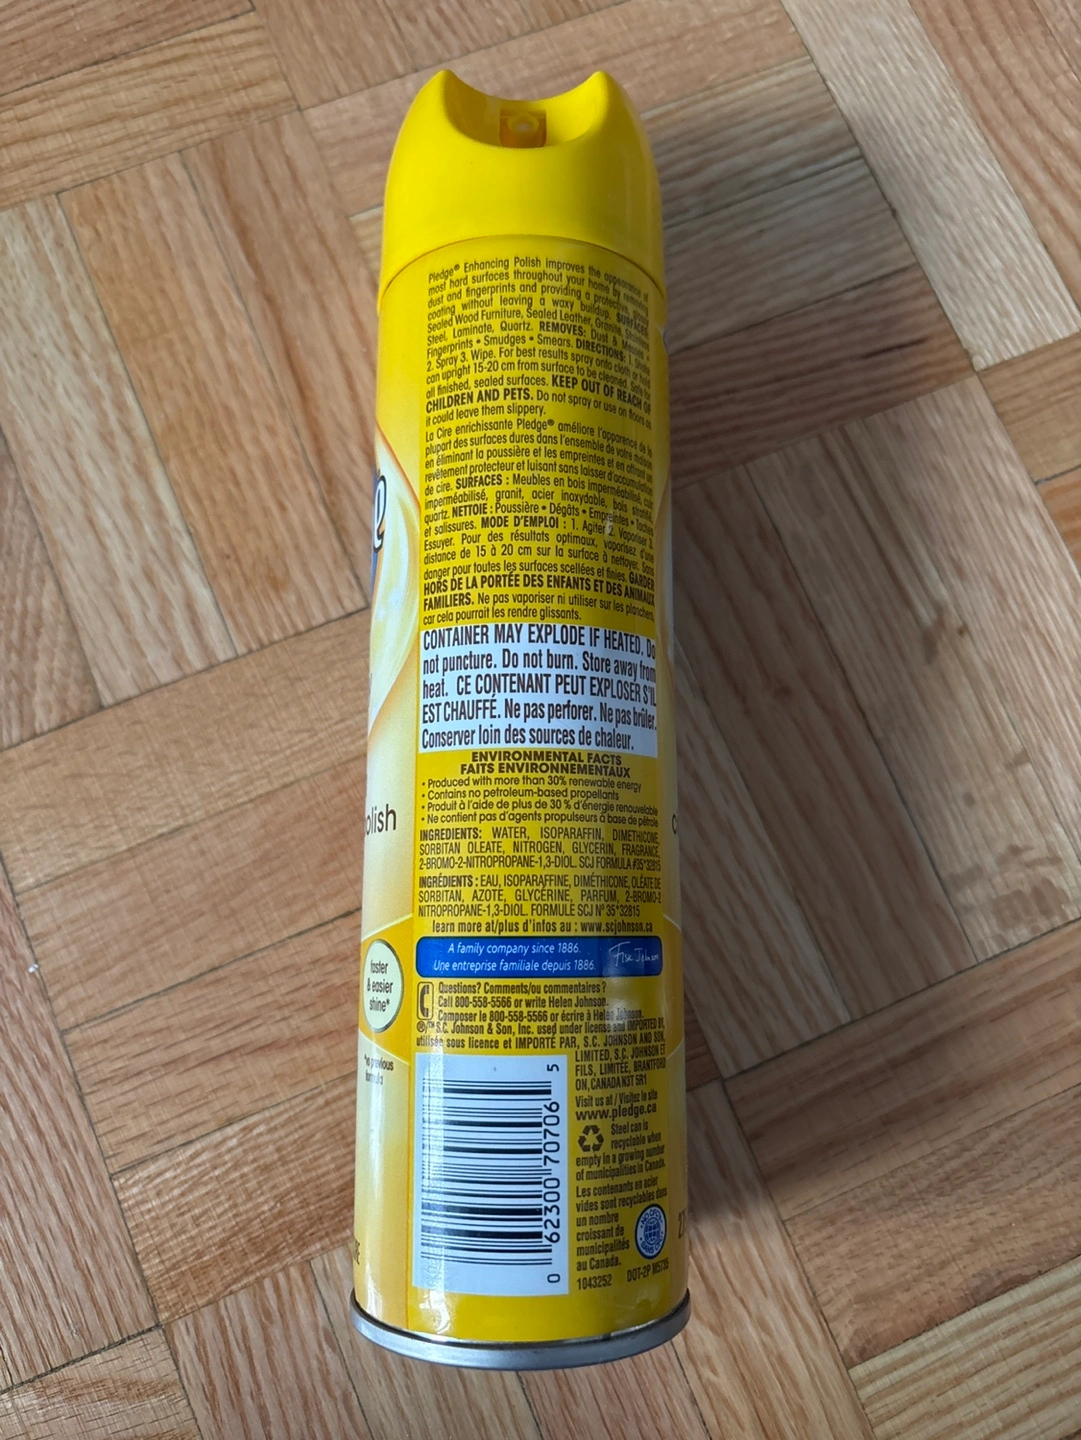 Pledge® Enhancing Polish improves the appearance of
most hard surfaces throughout your home by removing
dust and fingerprints and providing a protective, glossy
coating without leaving a waxy buildup. SURFACES:
Sealed Wood Furniture, Sealed Leather, Granite, Stainless
Steel, Laminate, Quartz. REMOVES: Dust &
Fingerprints • Smudges • Smears. DIRECTIONS: 1. Shake
2. Spray 3. Wipe. For best results spray onto cloth or hold
can upright 15-20 cm from surface to be cleaned. Safe for
all finished, sealed surfaces. KEEP OUT OF REACH OF
CHILDREN AND PETS. Do not spray or use on floors as
it could leave them slippery.
La Cire enrichissante Pledge® améliore l'apparence de la
plupart des surfaces dures dans l'ensemble de votre maison
en éliminant la poussière et les empreintes et en offrant un
revêtement protecteur et luisant sans laisser d'accumulation
de cire. SURFACES : Meubles en bois imperméabilisé, cuir
imperméabilisé, granit, acier inoxydable, bois stratifié,
quartz. NETTOIE : Poussière • Dégâts • Empreintes • Taches
et salissures. MODE D'EMPLOI : 1. Agiter 2. Vaporiser 3.
Essuyer. Pour des résultats optimaux, vaporisez d'une
distance de 15 à 20 cm sur la surface à nettoyer. Sans
danger pour toutes les surfaces scellées et finies. GARDER
HORS DE LA PORTÉE DES ENFANTS ET DES ANIMAUX
FAMILIERS. Ne pas vaporiser ni utiliser sur les planchers,
car cela pourrait les rendre glissants.
CONTAINER MAY EXPLODE IF HEATED. Do
not puncture. Do not burn. Store away from
heat. CE CONTENANT PEUT EXPLOSER S'IL
EST CHAUFFÉ. Ne pas perforer. Ne pas brûler.
Conserver loin des sources de chaleur.
ENVIRONMENTAL FACTS
FAITS ENVIRONNEMENTAUX
• Produced with more than 30% renewable energy
• Contains no petroleum-based propellants
• Produit à l'aide de plus de 30 % d'énergie renouvelable
• Ne contient pas d'agents propulseurs à base de pétrole
INGREDIENTS: WATER, ISOPARAFFIN, DIMETHICONE,
SORBITAN OLEATE, NITROGEN, GLYCERIN, FRAGRANCE,
2-BROMO-2-NITROPROPANE-1,3-DIOL. SCJ FORMULA #35*32815
INGRÉDIENTS : EAU, ISOPARAFFINE, DIMÉTHICONE, OLÉATE DE
SORBITAN, AZOTE, GLYCÉRINE, PARFUM, 2-BROMO-2
NITROPROPANE-1,3-DIOL. FORMULE SCJ Nº 35*32815
learn more at/plus d'infos au : www.scjohnson.ca
A family company since 1886.
Une entreprise familiale depuis 1886.
Fisk Johnson
Questions? Comments/ou commentaires?
Call 800-558-5566 or write Helen Johnson.
Composer le 800-558-5566 or écrire à Helen Johnson.
®/™ S.C. Johnson & Son, Inc. used under license and IMPORTED BY,
utilisée sous licence et IMPORTÉ PAR, S.C. JOHNSON AND SON,
LIMITED, S.C. JOHNSON ET
FILS, LIMITÉE, BRANTFORD
ON, CANADA N3T 5R1
Visit us at / Visitez le site
www.pledge.ca
Steel can is
recyclable when
empty in a growing number
of municipalities in Canada.
Les contenants en acier
vides sont recyclables dans
un nombre
croissant de
municipalités
au Canada.
1043252 DOT-2P
0 62300 70706 5
olish
faster
& easier
shine*
*vs previous
formula